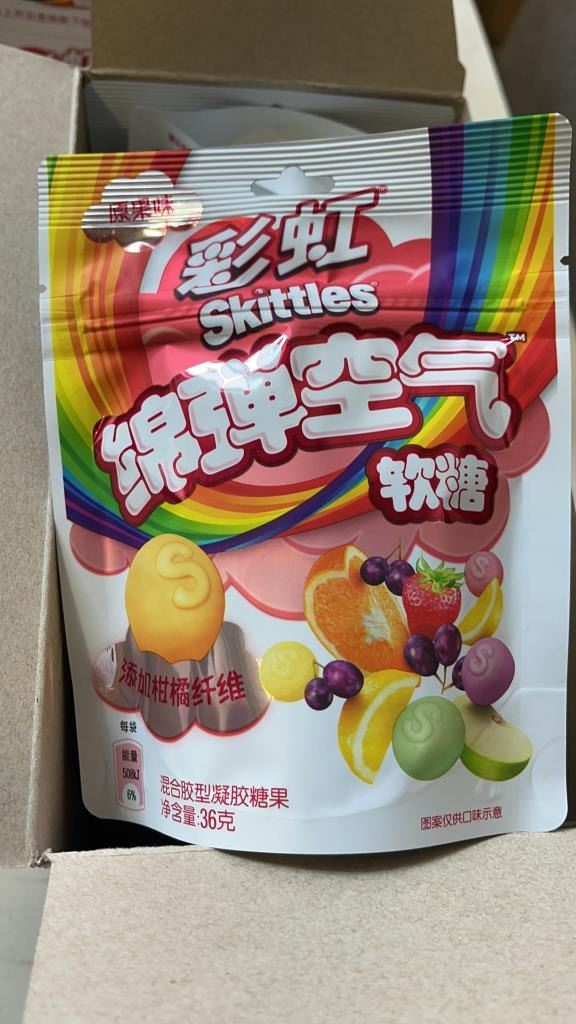 原果味
彩虹
Skittles
绵弹空气™
软糖
添加柑橘纤维
每袋
能量
508kJ
6%
混合胶型凝胶糖果
净含量:36克
图案仅供口味示意
S
S
S
S
S